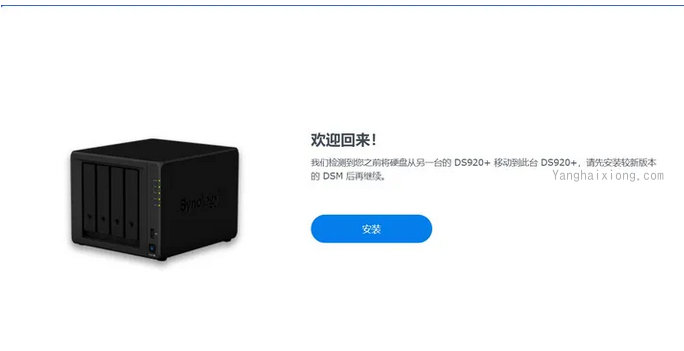 欢迎回来！
我们检测到您之前将硬盘从另一台的 DS920+ 移动到此台 DS920+，请先安装较新版本
的 DSM 后再继续。
Yanghaixiong.com
安装
Synology